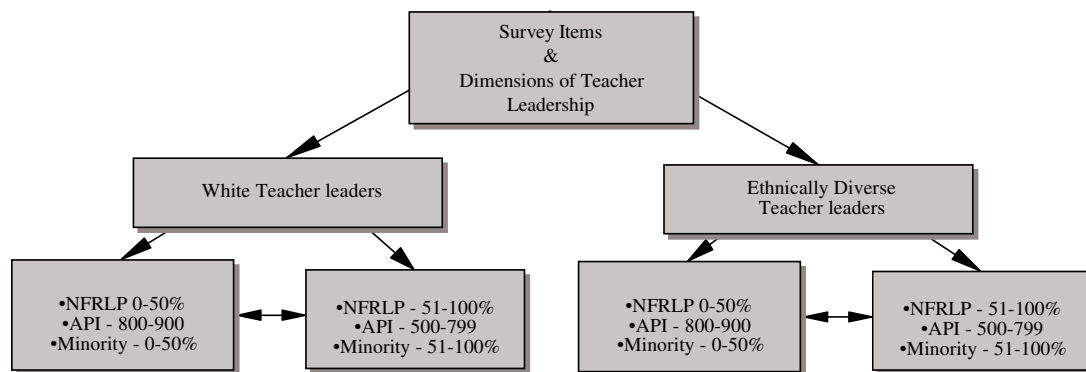 Survey Items
&
Dimensions of Teacher
Leadership
White Teacher leaders
Ethnically Diverse
Teacher leaders
•NFRLP 0-50%
•API - 800-900
•Minority - 0-50%
•NFRLP - 51-100%
•API - 500-799
•Minority - 51-100%
•NFRLP 0-50%
•API - 800-900
•Minority - 0-50%
•NFRLP - 51-100%
•API - 500-799
•Minority - 51-100%